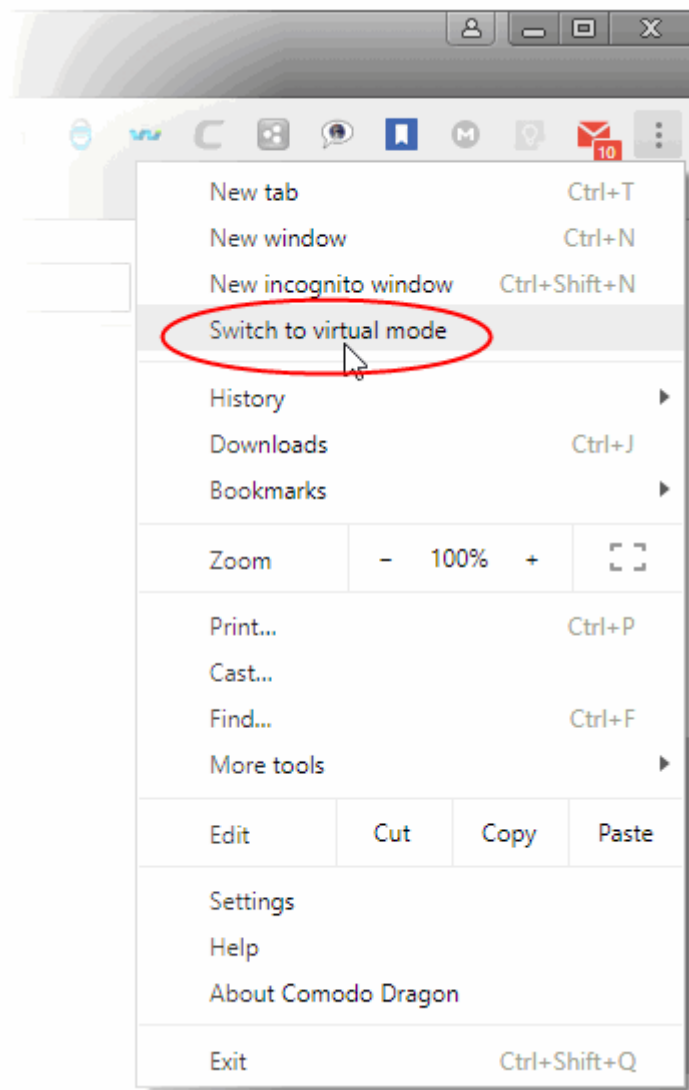 10
New tab Ctrl+T
New window Ctrl+N
New incognito window Ctrl+Shift+N
Switch to virtual mode
History
Downloads Ctrl+J
Bookmarks
Zoom − 100% +
Print... Ctrl+P
Cast...
Find... Ctrl+F
More tools
Edit Cut Copy Paste
Settings
Help
About Comodo Dragon
Exit Ctrl+Shift+Q